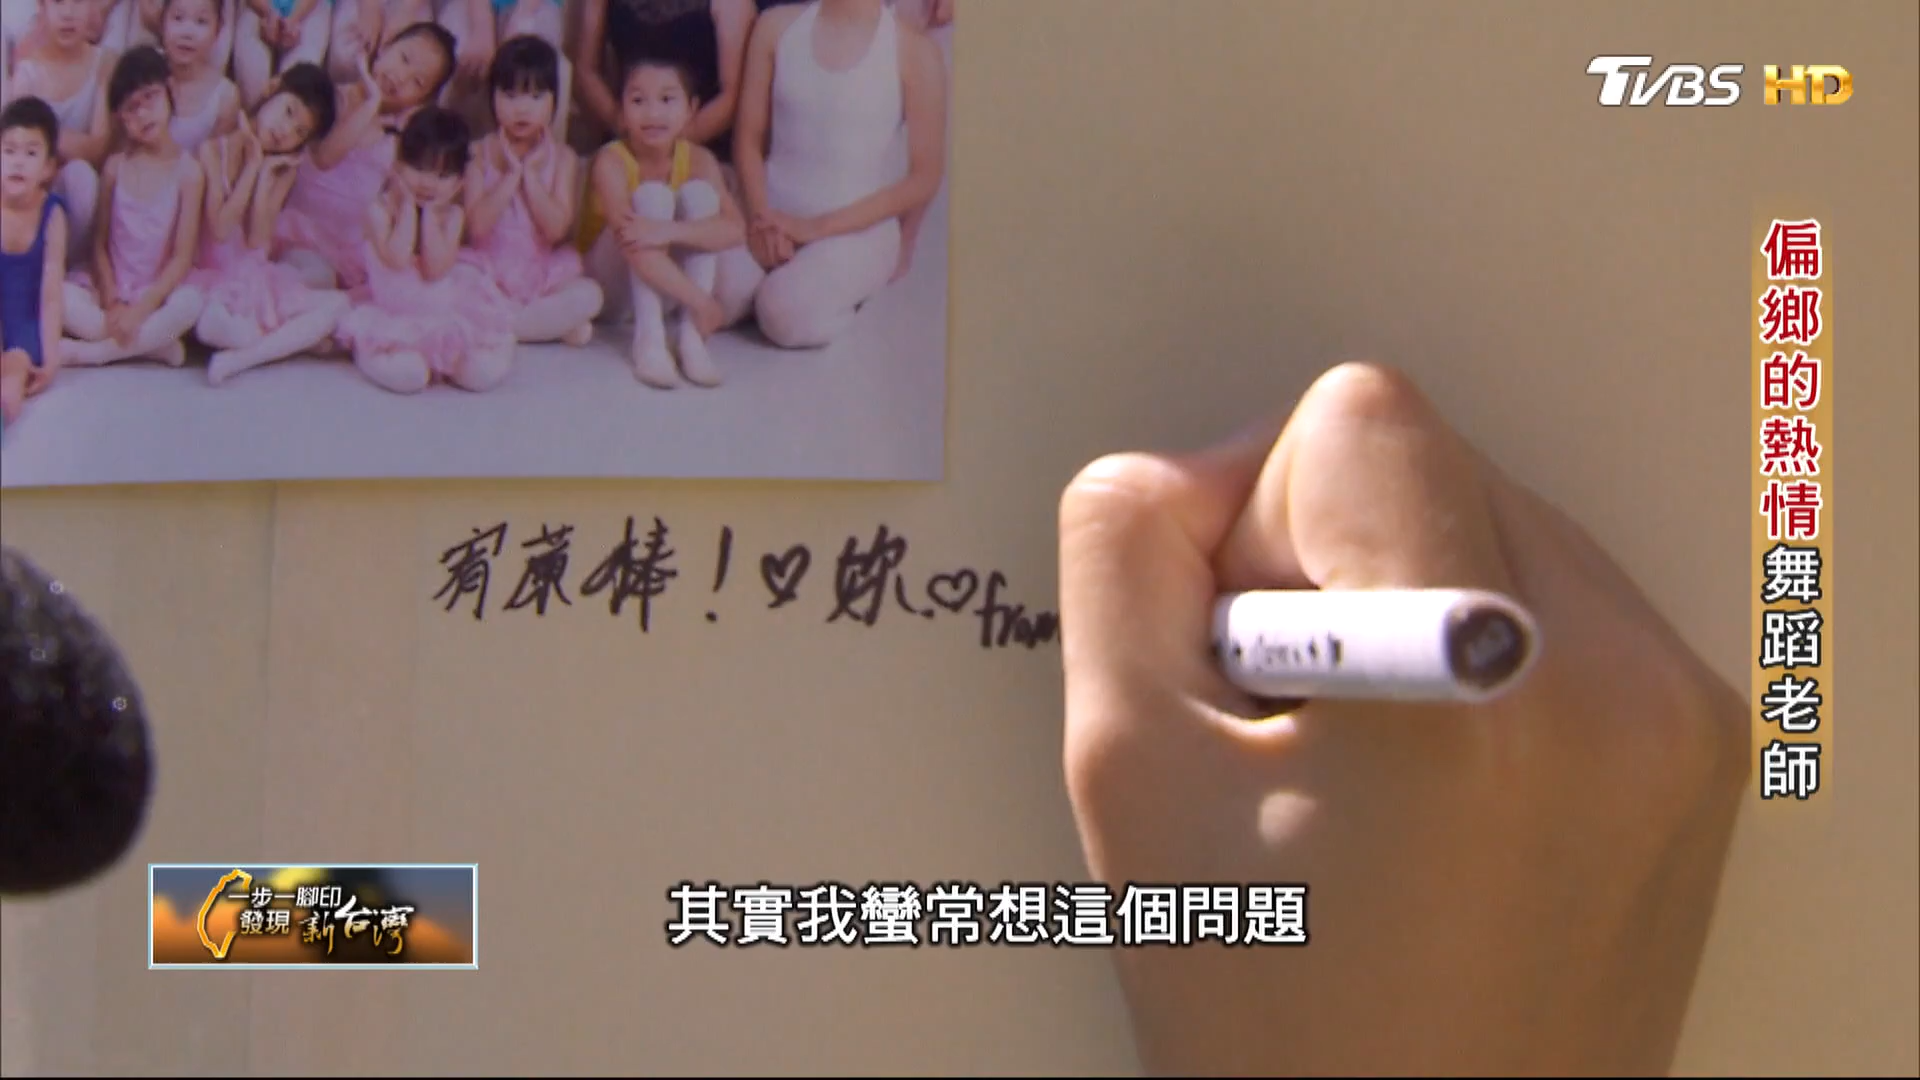 TVBS HD
偏鄉的熱情舞蹈老師
棒！♡妳.♡from
一步一腳印
發現新台灣
其實我蠻常想這個問題